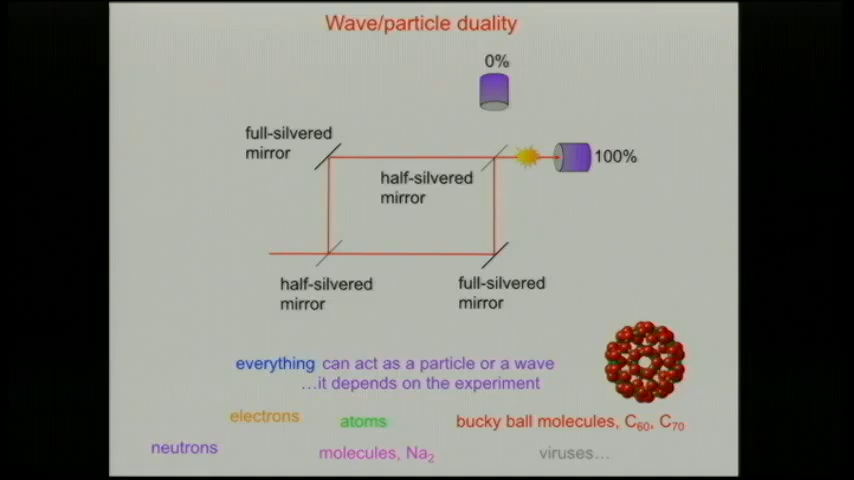 Wave/particle duality
0%
full-silvered
mirror
100%
half-silvered
mirror
half-silvered
mirror
full-silvered
mirror
everything can act as a particle or a wave
...it depends on the experiment
electrons
atoms
bucky ball molecules, C60, C70
neutrons
molecules, Na2
viruses...